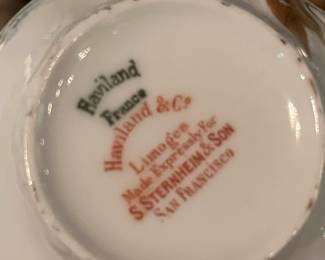 Haviland
France
Haviland & Co
Limoges
Made Expressly For
S. STERNHEIM & SON
SAN FRANCISCO